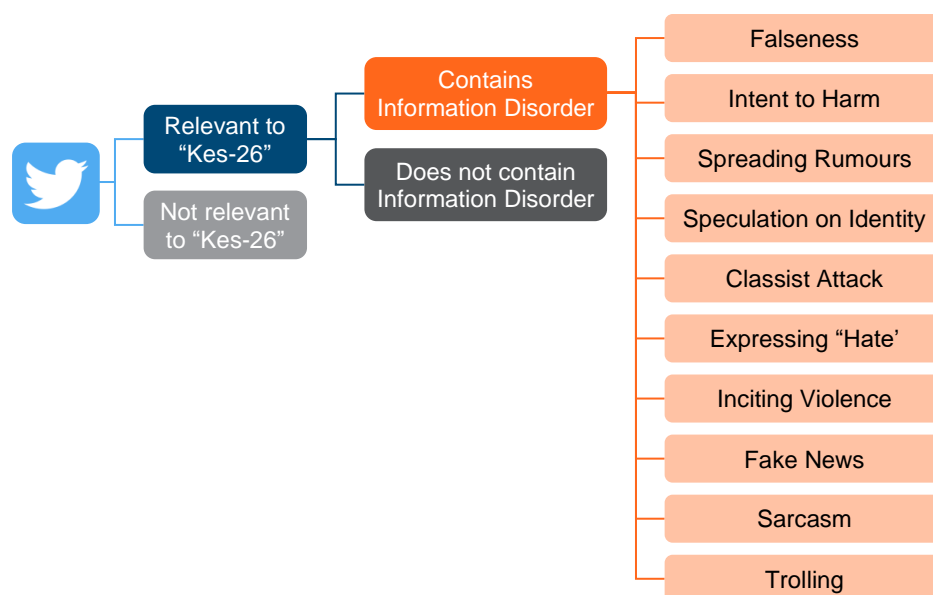 Relevant to
“Kes-26”
Not relevant
to “Kes-26”
Contains
Information Disorder
Does not contain
Information Disorder
Falseness
Intent to Harm
Spreading Rumours
Speculation on Identity
Classist Attack
Expressing “Hate’
Inciting Violence
Fake News
Sarcasm
Trolling